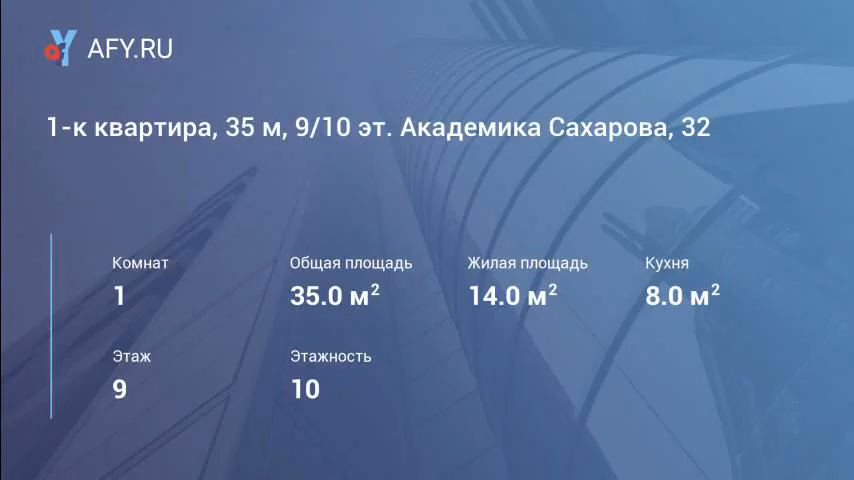 AFY.RU
1-к квартира, 35 м, 9/10 эт. Академика Сахарова, 32
Комнат
1
Общая площадь
35.0 м²
Жилая площадь
14.0 м²
Кухня
8.0 м²
Этаж
9
Этажность
10